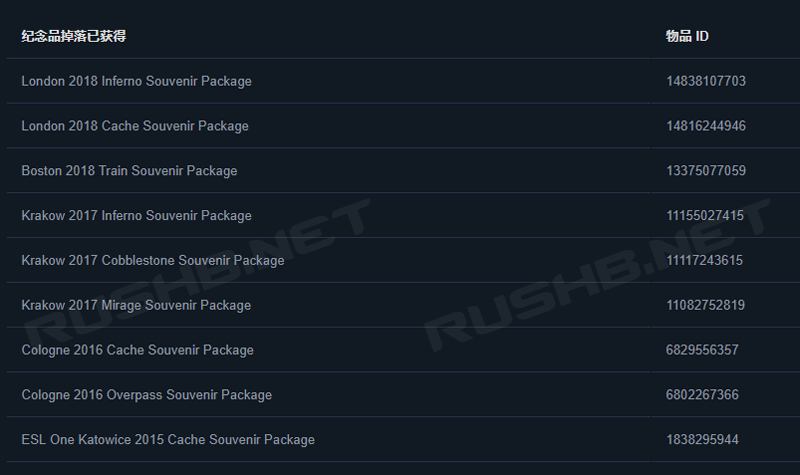 纪念品掉落已获得 物品 ID
London 2018 Inferno Souvenir Package 14838107703
London 2018 Cache Souvenir Package 14816244946
Boston 2018 Train Souvenir Package 13375077059
Krakow 2017 Inferno Souvenir Package 11155027415
Krakow 2017 Cobblestone Souvenir Package 11117243615
Krakow 2017 Mirage Souvenir Package 11082752819
Cologne 2016 Cache Souvenir Package 6829556357
Cologne 2016 Overpass Souvenir Package 6802267366
ESL One Katowice 2015 Cache Souvenir Package 1838295944
RUSHB.NET
RUSHB.NET